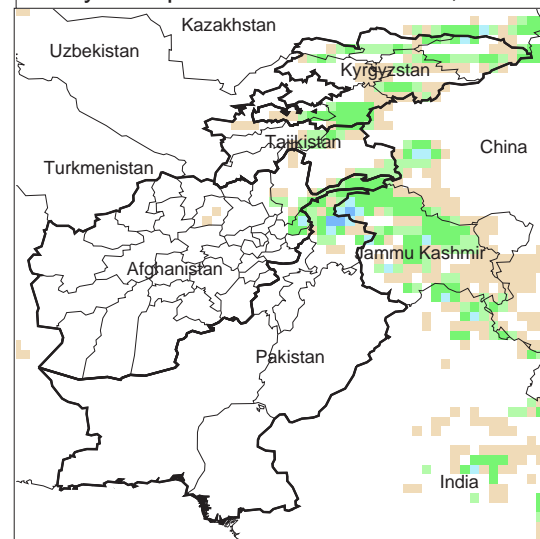 Kazakhstan
Uzbekistan
Kyrgyzstan
Tajikistan
China
Turkmenistan
Jammu Kashmir
Afghanistan
Pakistan
India